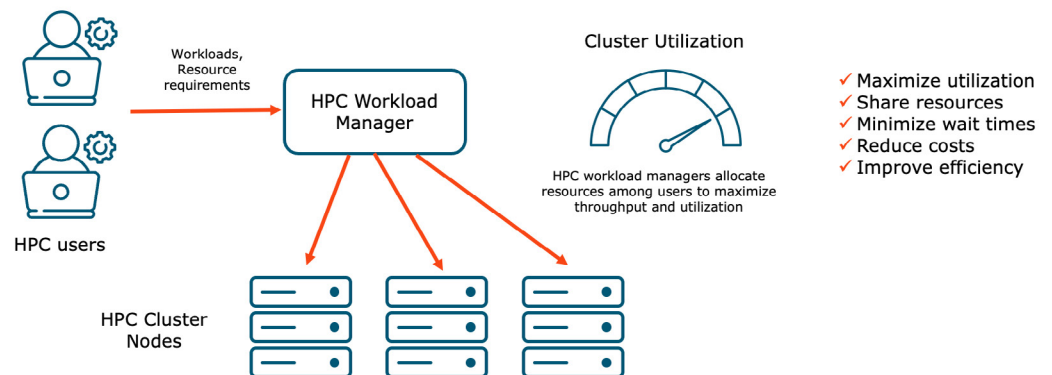 Workloads,
Resource
requirements
HPC users
HPC Workload
Manager
HPC Cluster
Nodes
Cluster Utilization
HPC workload managers allocate
resources among users to maximize
throughput and utilization
✓ Maximize utilization
✓ Share resources
✓ Minimize wait times
✓ Reduce costs
✓ Improve efficiency